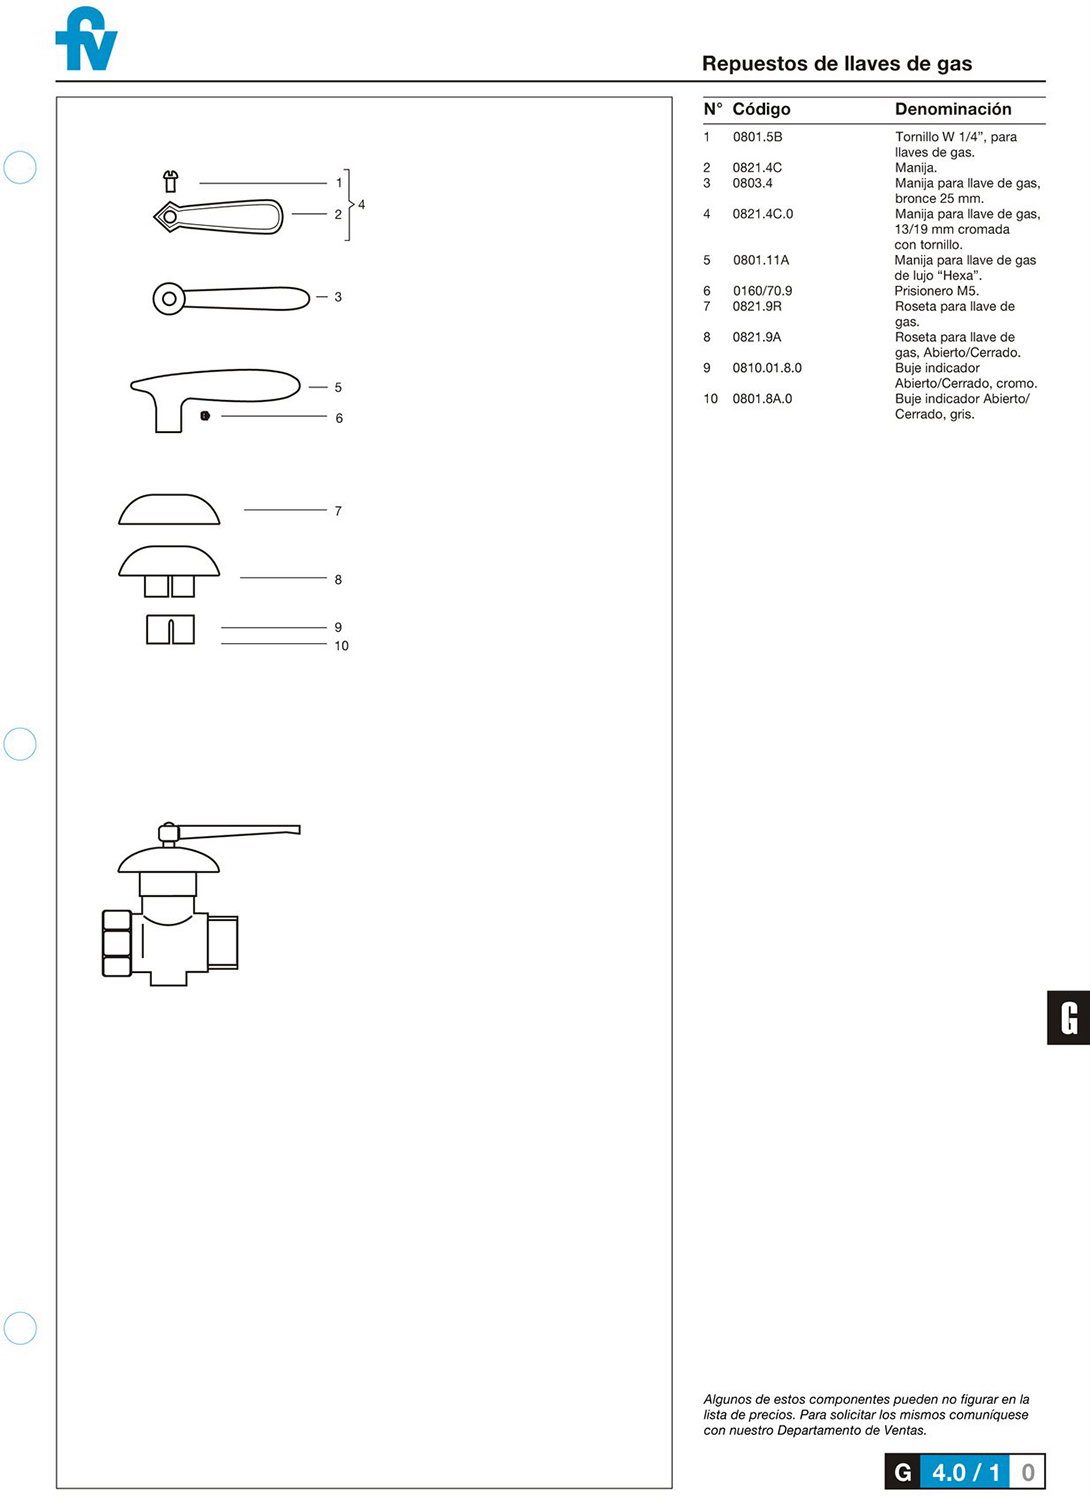 fv
Repuestos de llaves de gas
N° Código Denominación
1 0801.5B Tornillo W 1/4”, para
llaves de gas.
2 0821.4C Manija.
3 0803.4 Manija para llave de gas,
bronce 25 mm.
4 0821.4C.0 Manija para llave de gas,
13/19 mm cromada
con tornillo.
5 0801.11A Manija para llave de gas
de lujo “Hexa”.
6 0160/70.9 Prisionero M5.
7 0821.9R Roseta para llave de
gas.
8 0821.9A Roseta para llave de
gas, Abierto/Cerrado.
9 0810.01.8.0 Buje indicador
Abierto/Cerrado, cromo.
10 0801.8A.0 Buje indicador Abierto/
Cerrado, gris.
1
2
4
3
5
6
7
8
9
10
G
Algunos de estos componentes pueden no figurar en la
lista de precios. Para solicitar los mismos comuníquese
con nuestro Departamento de Ventas.
G 4.0 / 1 0